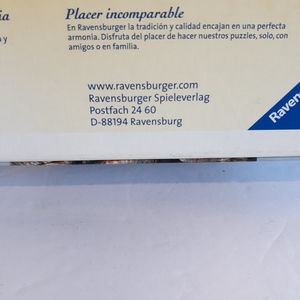 Placer incomparable
En Ravensburger la tradición y calidad encajan en una perfecta
armonía. Disfruta del placer de hacer nuestros puzzles, solo, con
amigos o en familia.
www.ravensburger.com
Ravensburger Spieleverlag
Postfach 24 60
D-88194 Ravensburg